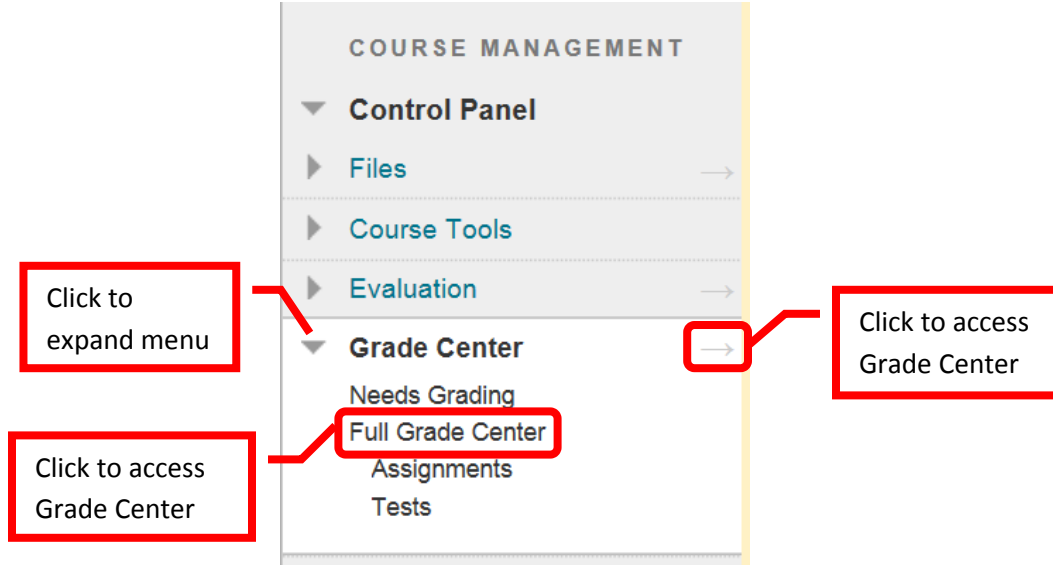 COURSE MANAGEMENT
Control Panel
Files
Course Tools
Evaluation
Click to
expand menu
Grade Center
Click to access
Grade Center
Needs Grading
Full Grade Center
Assignments
Tests
Click to access
Grade Center